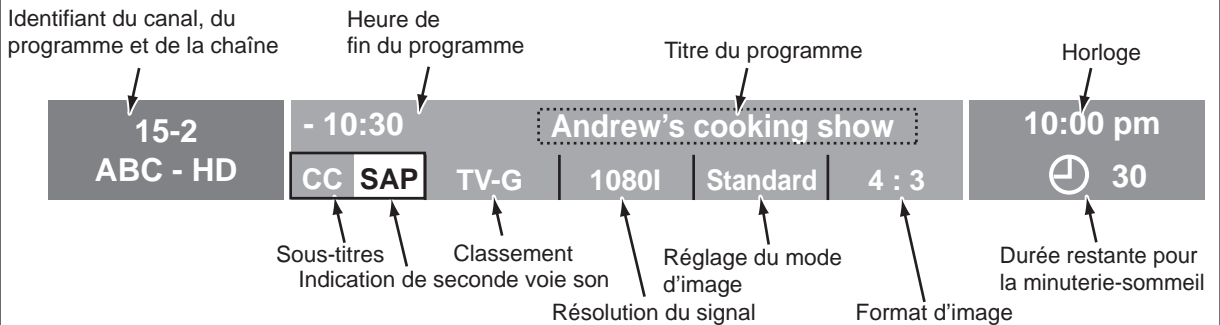 Identifiant du canal, du
programme et de la chaîne
Heure de
fin du programme
Titre du programme
Horloge
15-2
ABC - HD
- 10:30
Andrew's cooking show
CC SAP TV-G 1080I Standard 4 : 3
10:00 pm
30
Sous-titres
Indication de seconde voie son
Classement
Résolution du signal
Réglage du mode
d'image
Format d'image
Durée restante pour
la minuterie-sommeil